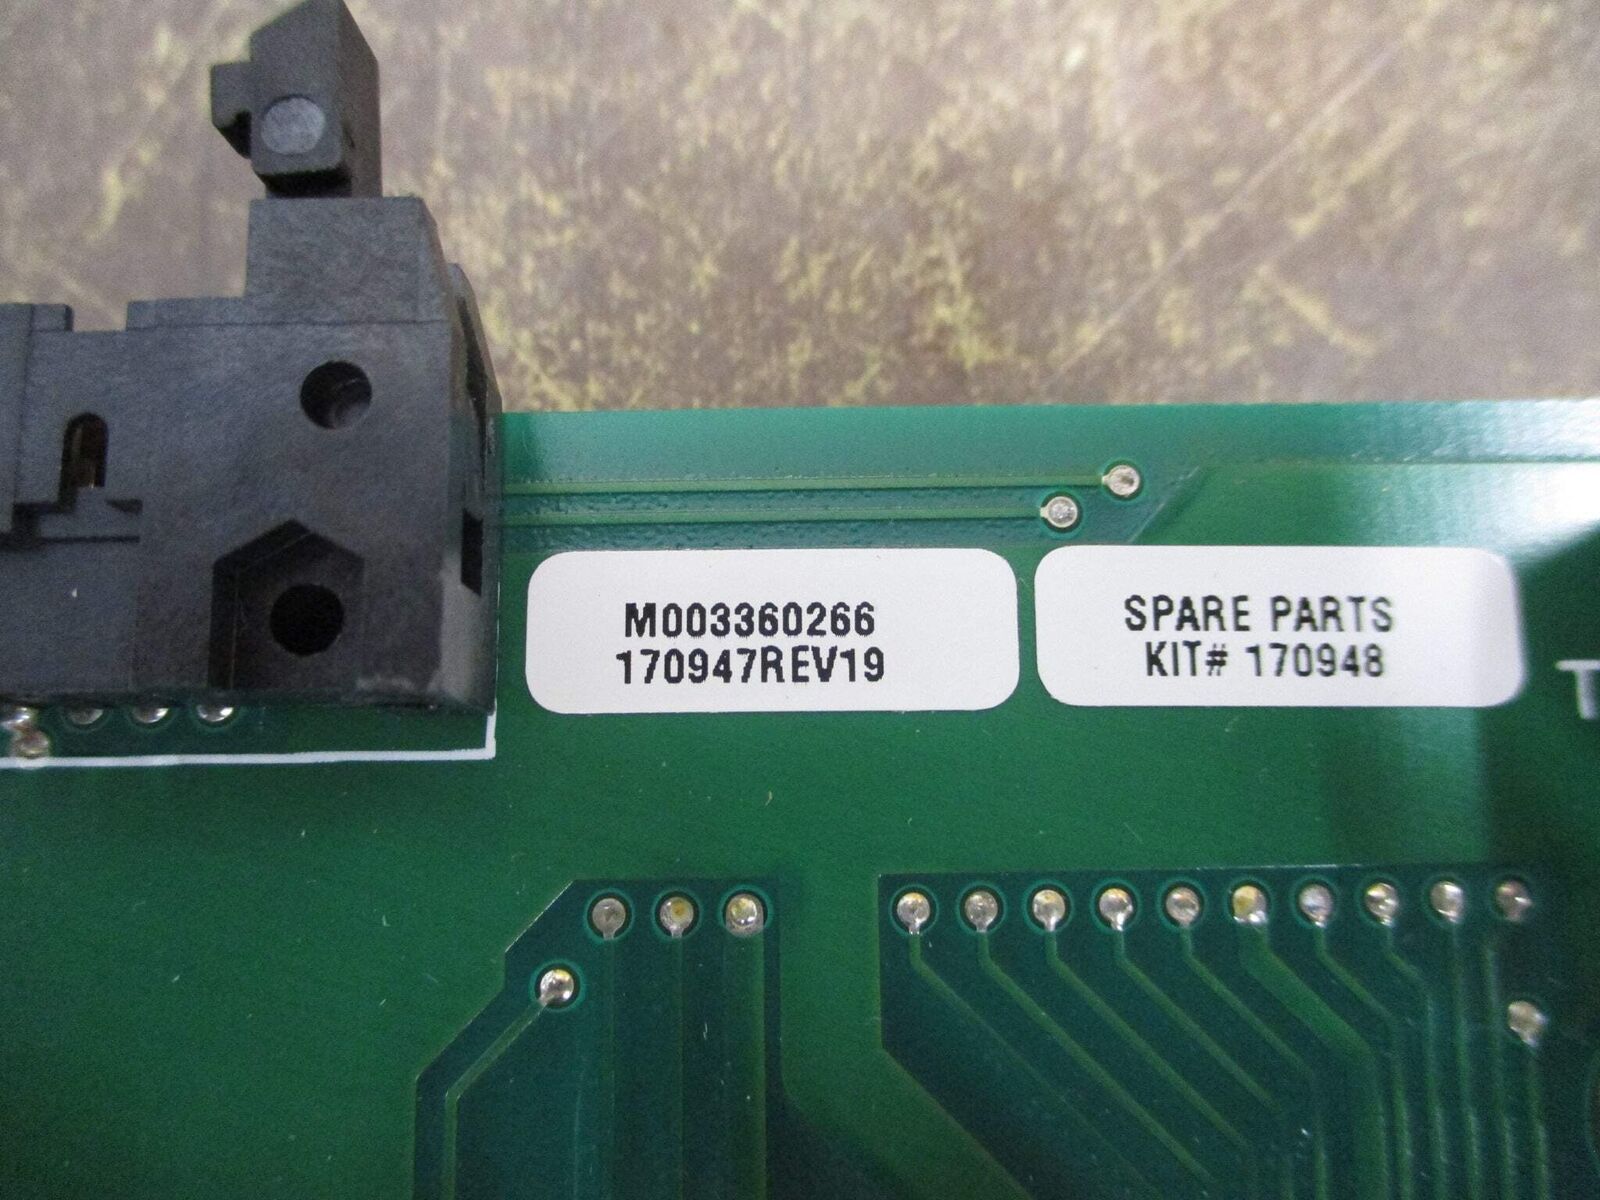 M003360266
170947REV19
SPARE PARTS
KIT# 170948
T